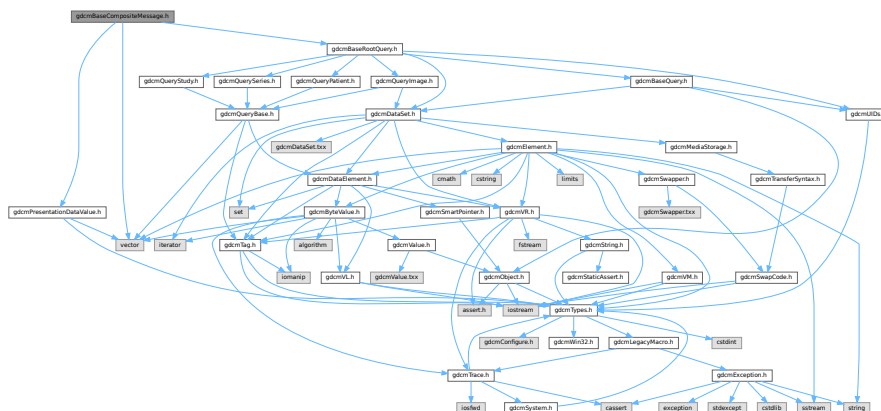 gdcmBaseCompositeMessage.h
gdcmBaseRootQuery.h
gdcmQueryStudy.h
gdcmQuerySeries.h
gdcmQueryPatient.h
gdcmQueryImage.h
gdcmBaseQuery.h
gdcmQueryBase.h
gdcmDataSet.h
gdcmUIDs
gdcmDataSet.txx
gdcmElement.h
gdcmMediaStorage.h
gdcmDataElement.h
cmath
cstring
limits
gdcmSwapper.h
gdcmTransferSyntax.h
gdcmPresentationDataValue.h
set
gdcmByteValue.h
gdcmSmartPointer.h
gdcmVR.h
gdcmSwapper.txx
vector
iterator
gdcmTag.h
algorithm
gdcmValue.h
fstream
gdcmString.h
iomanip
gdcmVL.h
gdcmValue.txx
gdcmObject.h
gdcmStaticAssert.h
gdcmVM.h
gdcmSwapCode.h
assert.h
iostream
gdcmTypes.h
gdcmConfigure.h
gdcmWin32.h
gdcmLegacyMacro.h
cstdint
gdcmTrace.h
gdcmException.h
iosfwd
gdcmSystem.h
cassert
exception
stdexcept
cstdlib
sstream
string